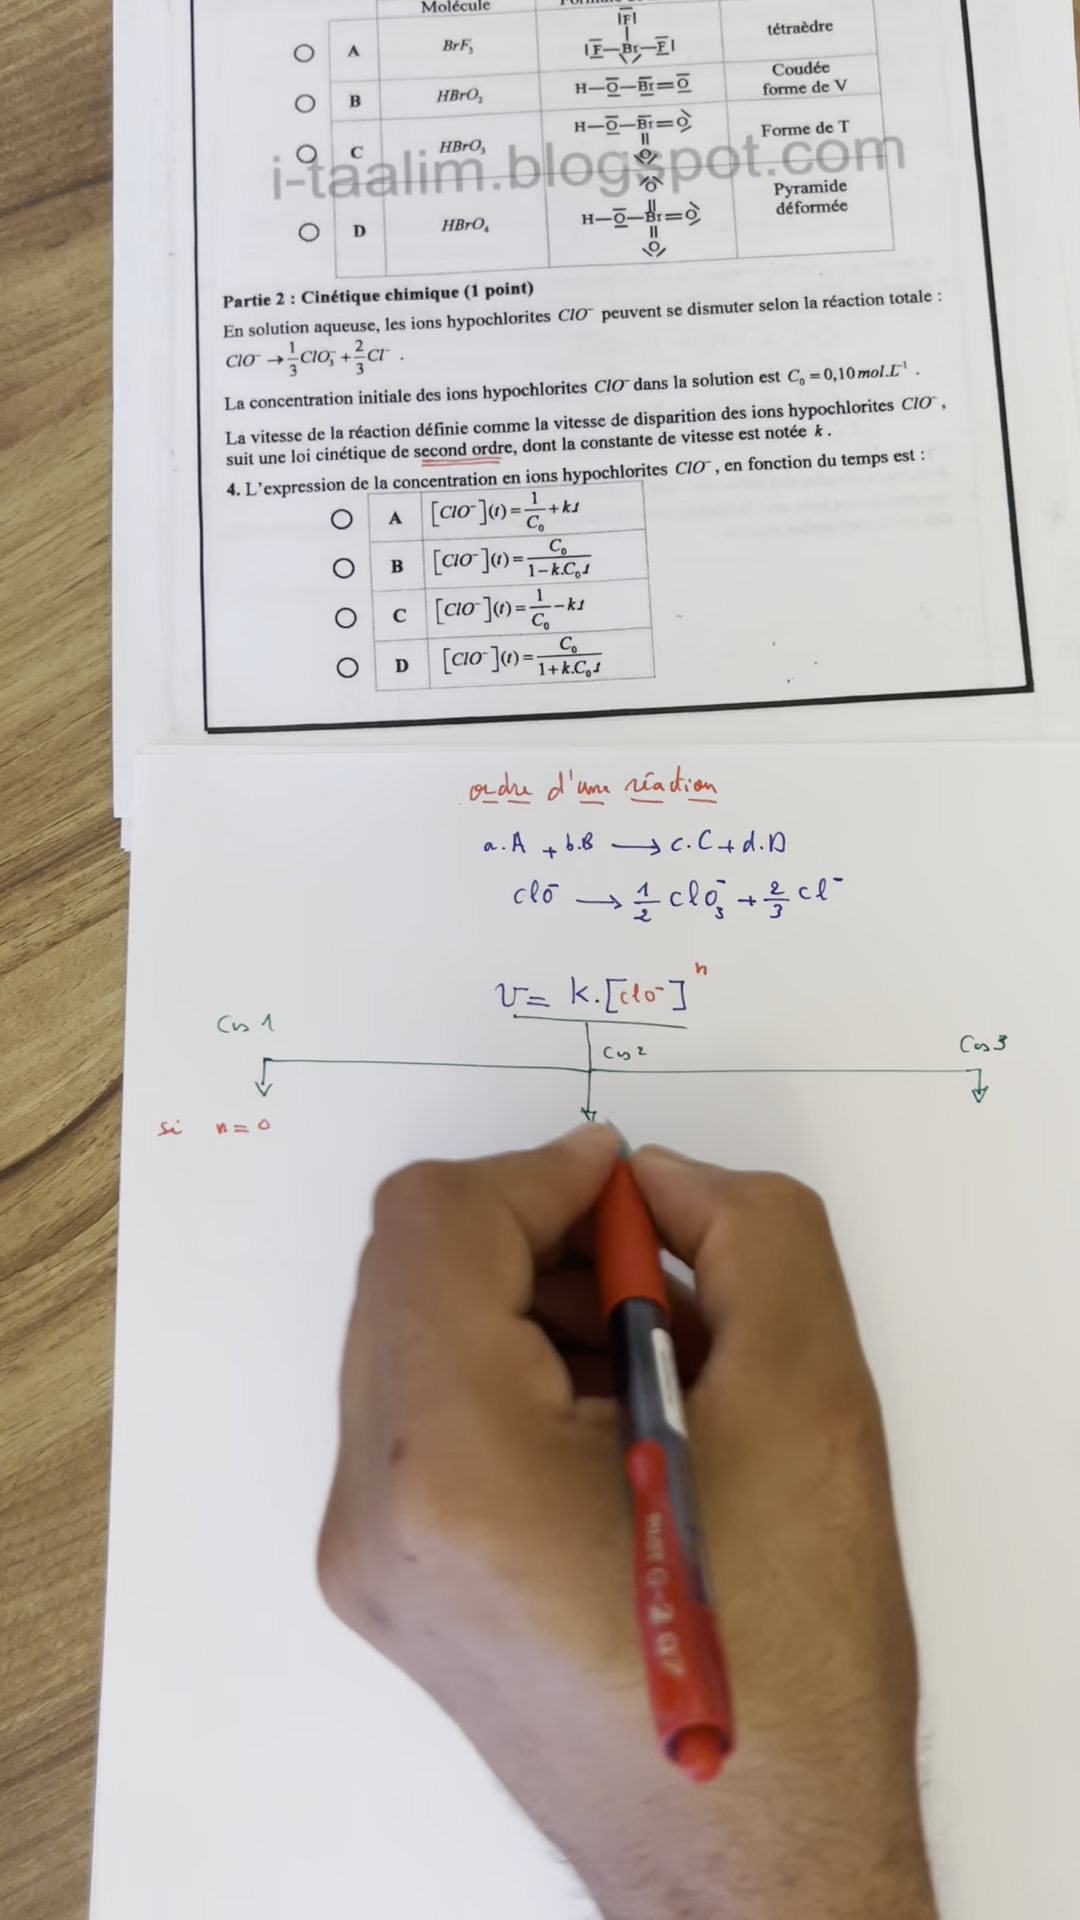 Molécule
|F̅|
A BrF₃ |F̅—Br—F̅| tétraèdre
B HBrO₂ H—O̅—Br=O̅ Coudée forme de V
C HBrO₃ H—O̅—Br=O Forme de T
O
i-taalim.blogspot.com
O
D HBrO₄ H—O̅—Br=O Pyramide déformée
O
Partie 2 : Cinétique chimique (1 point)
En solution aqueuse, les ions hypochlorites ClO⁻ peuvent se dismuter selon la réaction totale :
ClO⁻ → 1/3 ClO₃⁻ + 2/3 Cl⁻ .
La concentration initiale des ions hypochlorites ClO⁻ dans la solution est C₀ = 0,10 mol.L⁻¹ .
La vitesse de la réaction définie comme la vitesse de disparition des ions hypochlorites ClO⁻ ,
suit une loi cinétique de second ordre, dont la constante de vitesse est notée k .
4. L'expression de la concentration en ions hypochlorites ClO⁻ , en fonction du temps est :
A [ClO⁻](t) = 1/C₀ + k.t
B [ClO⁻](t) = C₀/(1−k.C₀.t)
C [ClO⁻](t) = 1/C₀ − k.t
D [ClO⁻](t) = C₀/(1+k.C₀.t)
ordre d'une réaction
a.A + b.B → c.C + d.D
clo⁻ → 1/2 clo₃⁻ + 2/3 cl⁻
v = k.[clo⁻]ⁿ
Cas 1
Cas 2
Cas 3
si n = 0
PILOT G-2 07